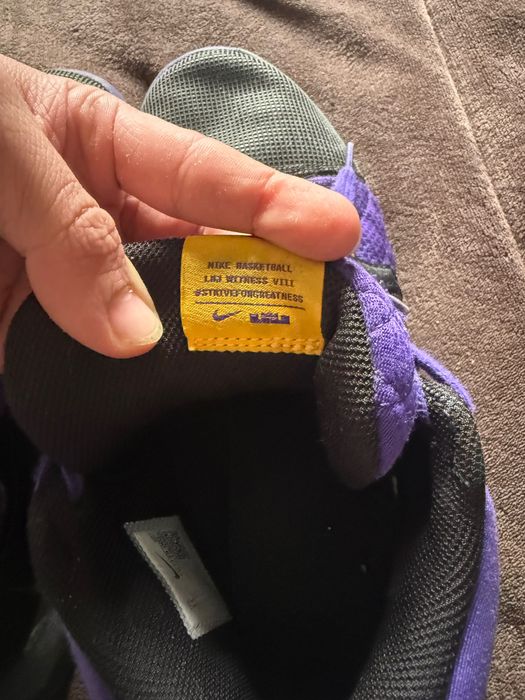 NIKE BASKETBALL
LBJ WITNESS VIII
#STRIVEFORGREATNESS